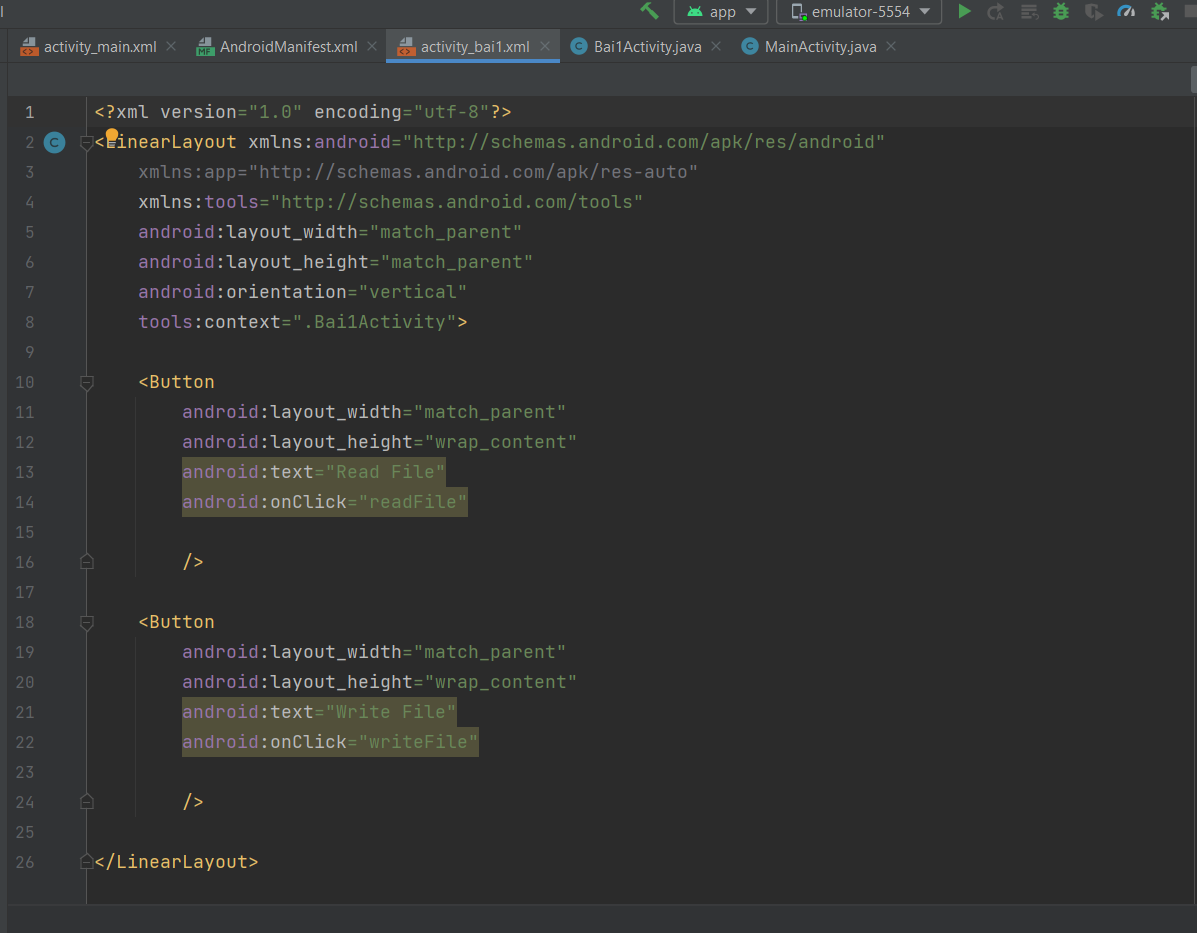 app emulator-5554
activity_main.xml AndroidManifest.xml activity_bai1.xml Bai1Activity.java MainActivity.java
1 <?xml version="1.0" encoding="utf-8"?>
2 <LinearLayout xmlns:android="http://schemas.android.com/apk/res/android"
3 xmlns:app="http://schemas.android.com/apk/res-auto"
4 xmlns:tools="http://schemas.android.com/tools"
5 android:layout_width="match_parent"
6 android:layout_height="match_parent"
7 android:orientation="vertical"
8 tools:context=".Bai1Activity">
9
10 <Button
11 android:layout_width="match_parent"
12 android:layout_height="wrap_content"
13 android:text="Read File"
14 android:onClick="readFile"
15
16 />
17
18 <Button
19 android:layout_width="match_parent"
20 android:layout_height="wrap_content"
21 android:text="Write File"
22 android:onClick="writeFile"
23
24 />
25
26 </LinearLayout>